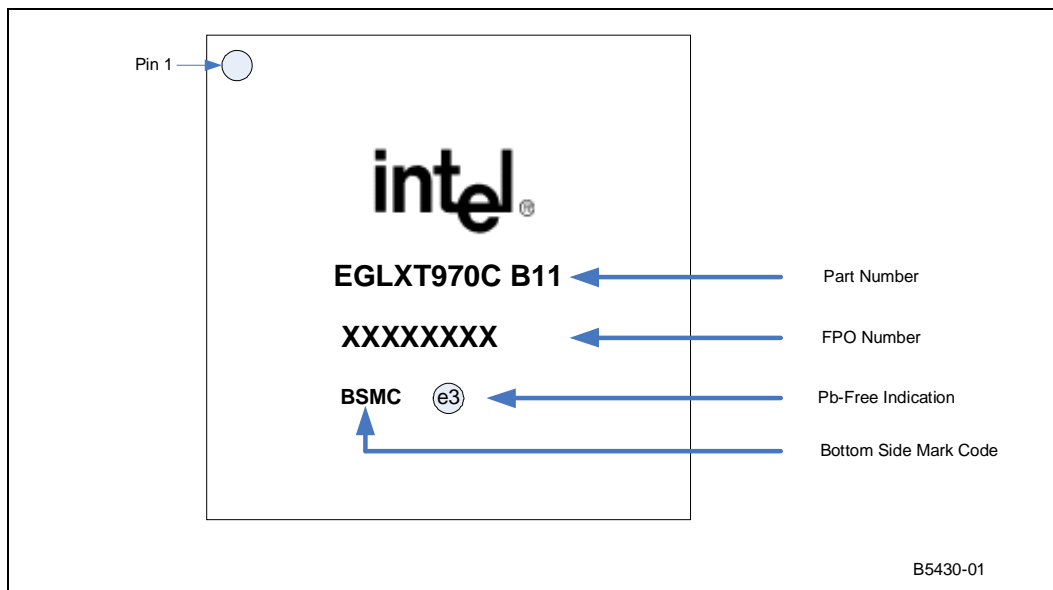 Pin 1
intel®
EGLXT970C B11
Part Number
XXXXXXXX
FPO Number
BSMC
e3
Pb-Free Indication
Bottom Side Mark Code
B5430-01